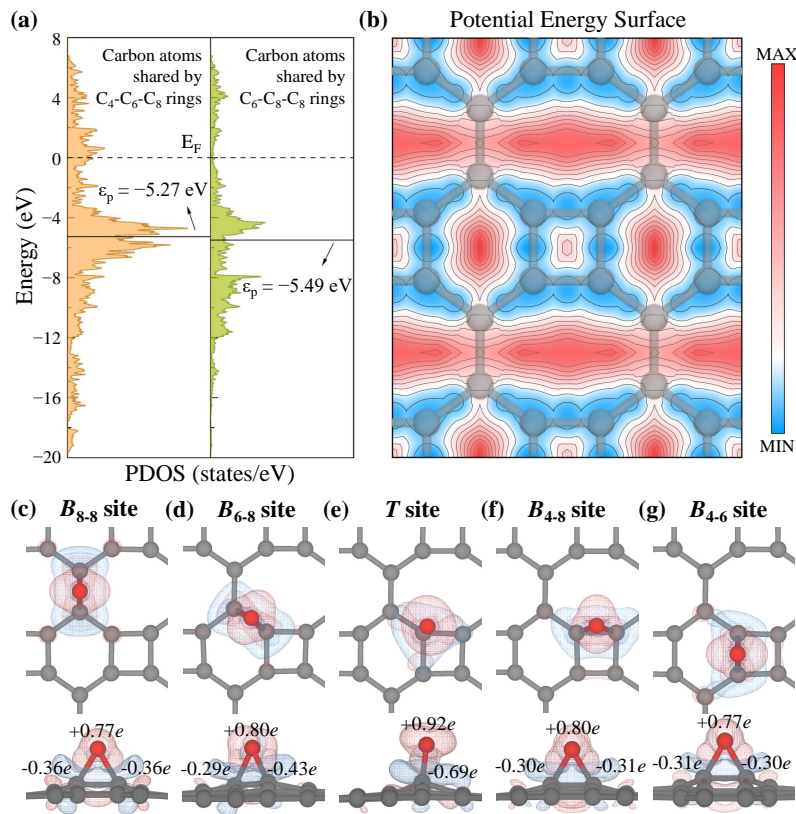 (a)
8
4
0
−4
−8
−12
−16
−20
Energy (eV)
PDOS (states/eV)
Carbon atoms
shared by
C₄-C₆-C₈ rings
Carbon atoms
shared by
C₆-C₈-C₈ rings
E_F
ε_p = −5.27 eV
ε_p = −5.49 eV
(b)
Potential Energy Surface
MAX
MIN
(c) B₈₋₈ site
+0.77e
-0.36e
-0.36e
(d) B₆₋₈ site
+0.80e
-0.29e
-0.43e
(e) T site
+0.92e
-0.69e
(f) B₄₋₈ site
+0.80e
-0.30e
-0.31e
(g) B₄₋₆ site
+0.77e
-0.31e
-0.30e